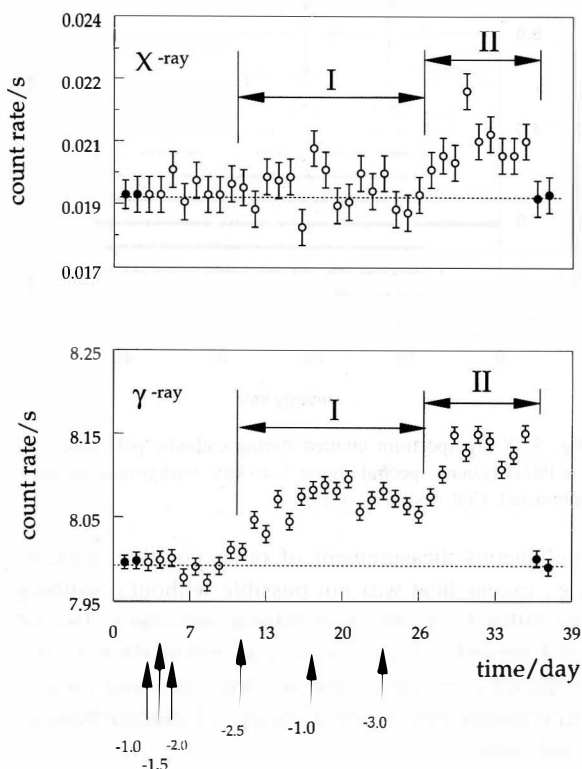 0.024
X-ray
II
I
0.022
0.021
0.019
0.017
count rate/s
8.25
γ-ray
II
I
8.15
8.05
7.95
count rate/s
0 7 13 20 26 33 39
time/day
-1.0
-1.5
-2.0
-2.5
-1.0
-3.0